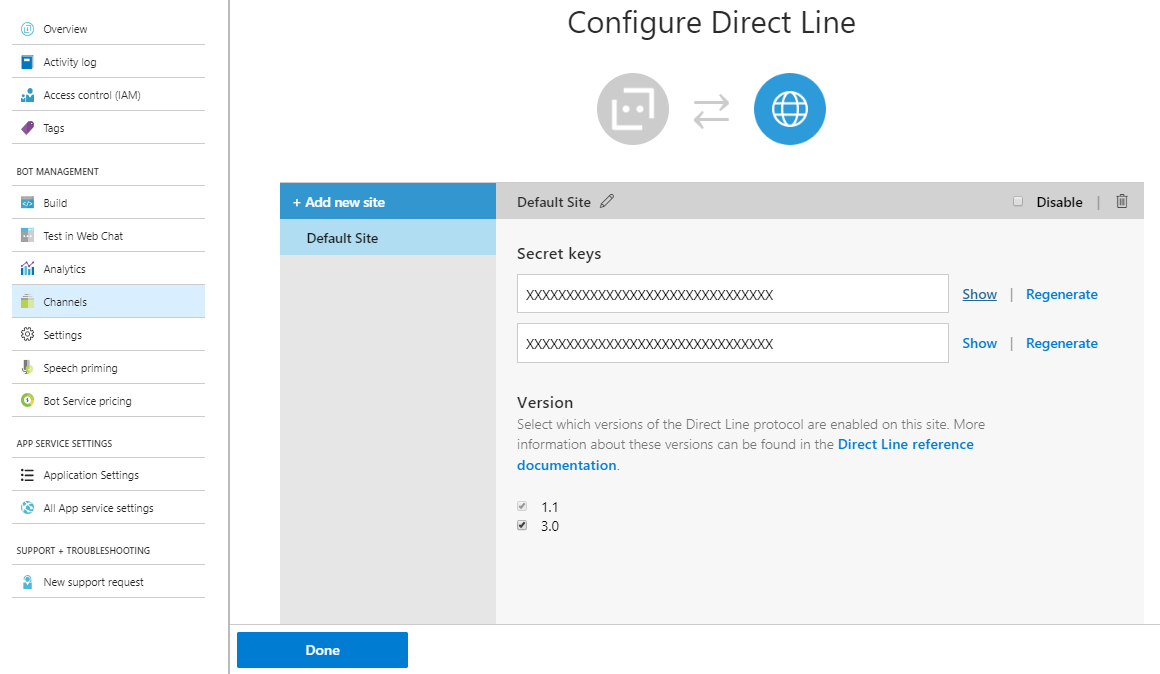 Overview
Activity log
Access control (IAM)
Tags
BOT MANAGEMENT
Build
Test in Web Chat
Analytics
Channels
Settings
Speech priming
Bot Service pricing
APP SERVICE SETTINGS
Application Settings
All App service settings
SUPPORT + TROUBLESHOOTING
New support request
Configure Direct Line
+ Add new site
Default Site
Default Site
Disable |
Secret keys
XXXXXXXXXXXXXXXXXXXXXXXXXXXXXXX Show | Regenerate
XXXXXXXXXXXXXXXXXXXXXXXXXXXXXXX Show | Regenerate
Version
Select which versions of the Direct Line protocol are enabled on this site. More
information about these versions can be found in the Direct Line reference
documentation.
1.1
3.0
Done